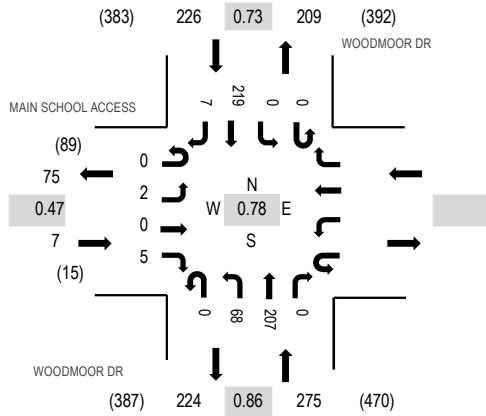 (383) 226 0.73 209 (392)
WOODMOOR DR
7 219 0 0
MAIN SCHOOL ACCESS
(89)
75
0
2
N
0.47
W 0.78 E
0
7
S
5
(15)
0 68 207 0
WOODMOOR DR
(387) 224 0.86 275 (470)